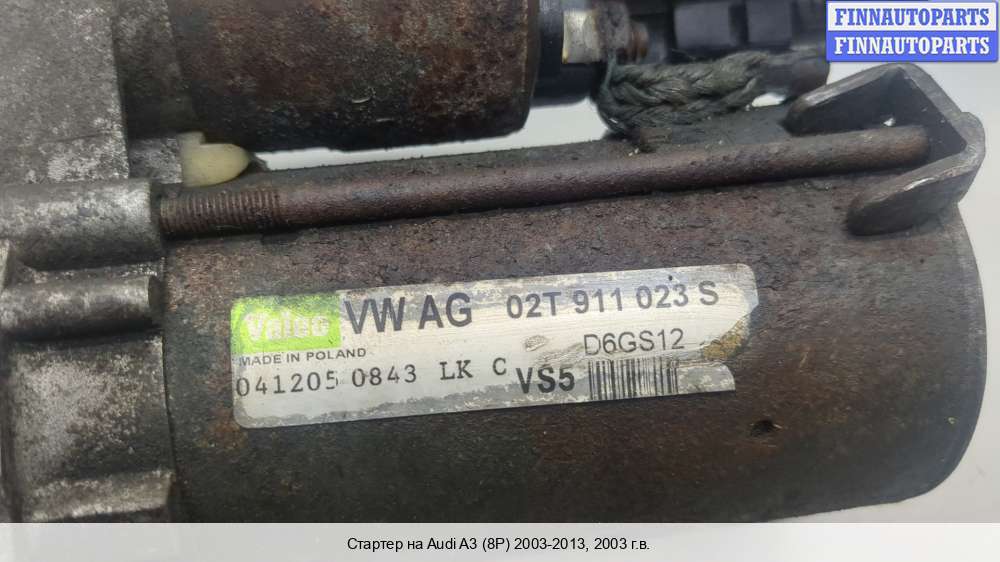 FINNAUTOPARTS
FINNAUTOPARTS
Valeo VW AG 02T 911 023 S
MADE IN POLAND D6GS12
041205 0843 LK C VS5
Стартер на Audi A3 (8P) 2003-2013, 2003 г.в.